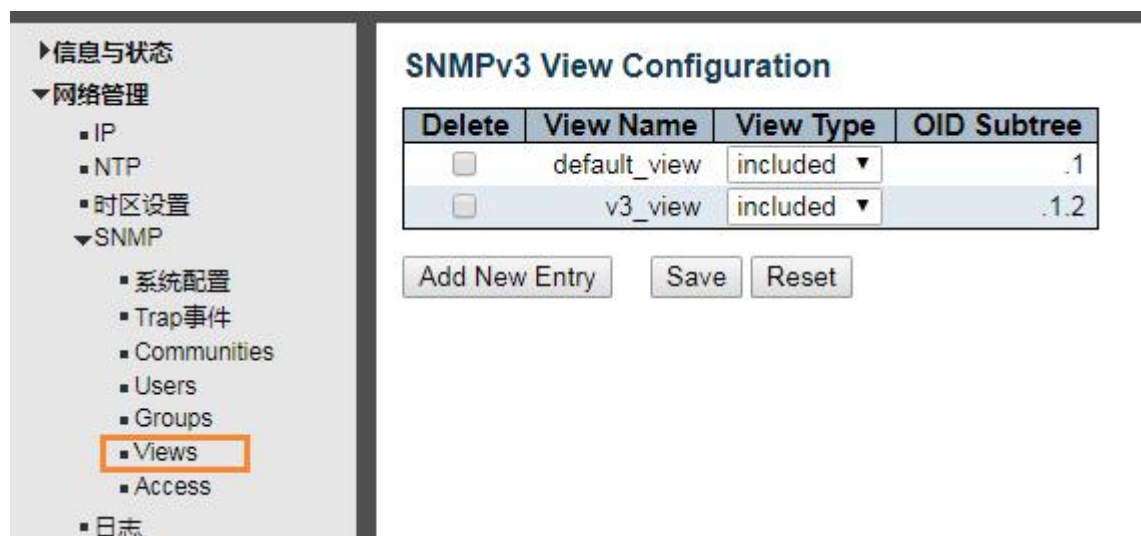 信息与状态
网络管理
IP
NTP
时区设置
SNMP
系统配置
Trap事件
Communities
Users
Groups
Views
Access
日志
SNMPv3 View Configuration
Delete View Name View Type OID Subtree
default_view included .1
v3_view included .1.2
Add New Entry Save Reset